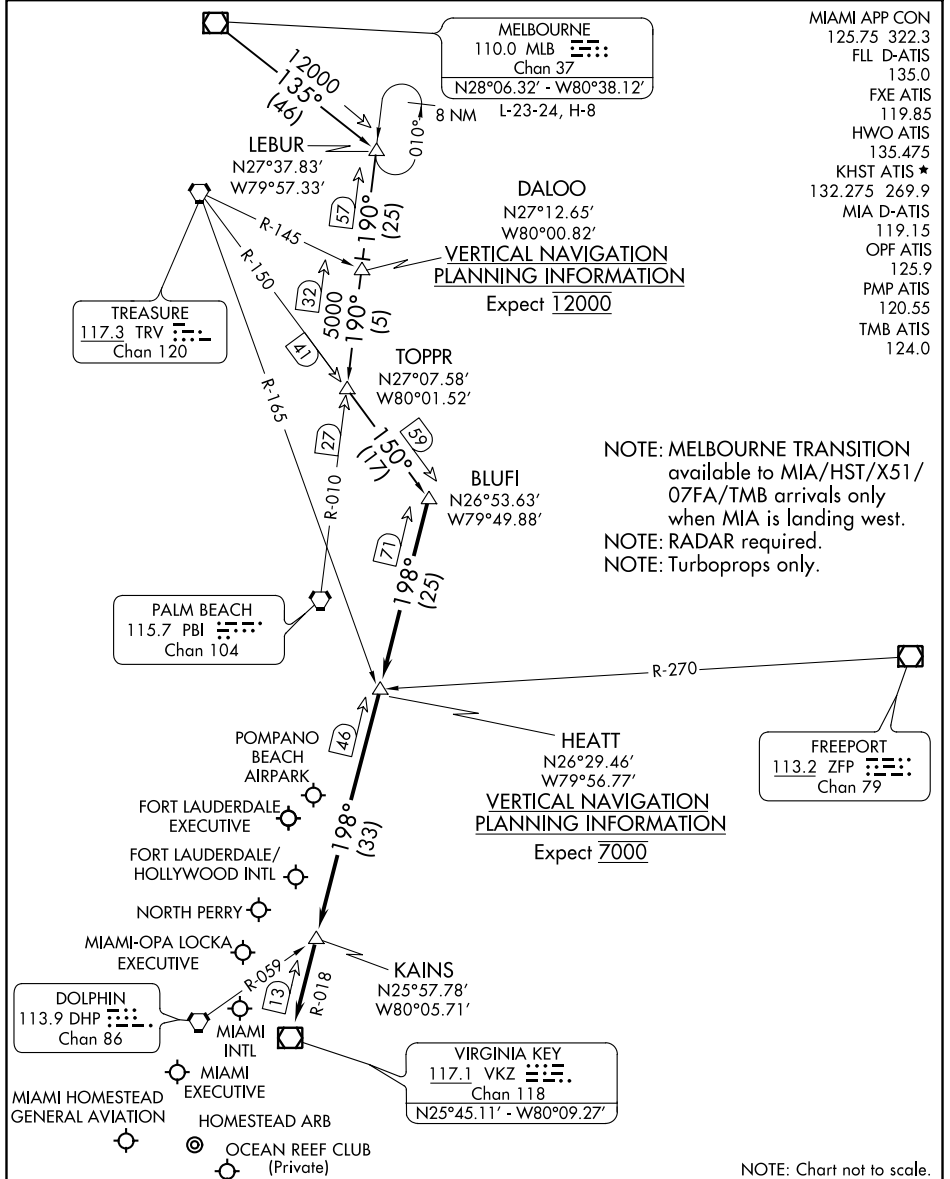 MELBOURNE
110.0 MLB
Chan 37
N28°06.32' - W80°38.12'
L-23-24, H-8
MIAMI APP CON
125.75 322.3
FLL D-ATIS
135.0
FXE ATIS
119.85
HWO ATIS
135.475
KHST ATIS ★
132.275 269.9
MIA D-ATIS
119.15
OPF ATIS
125.9
PMP ATIS
120.55
TMB ATIS
124.0
12000
135°
(46)
8 NM
010°
LEBUR
N27°37.83'
W79°57.33'
57
190°
(25)
DALOO
N27°12.65'
W80°00.82'
VERTICAL NAVIGATION
PLANNING INFORMATION
Expect 12000
R-145
R-150
R-165
TREASURE
117.3 TRV
Chan 120
32
5000
190°
(5)
41
TOPPR
N27°07.58'
W80°01.52'
27
R-010
59
150°
(17)
BLUFI
N26°53.63'
W79°49.88'
NOTE: MELBOURNE TRANSITION
available to MIA/HST/X51/
07FA/TMB arrivals only
when MIA is landing west.
NOTE: RADAR required.
NOTE: Turboprops only.
71
198°
(25)
PALM BEACH
115.7 PBI
Chan 104
R-270
FREEPORT
113.2 ZFP
Chan 79
46
HEATT
N26°29.46'
W79°56.77'
VERTICAL NAVIGATION
PLANNING INFORMATION
Expect 7000
POMPANO
BEACH
AIRPARK
FORT LAUDERDALE
EXECUTIVE
198°
(33)
FORT LAUDERDALE/
HOLLYWOOD INTL
NORTH PERRY
MIAMI-OPA LOCKA
EXECUTIVE
R-059
13
R-018
KAINS
N25°57.78'
W80°05.71'
DOLPHIN
113.9 DHP
Chan 86
MIAMI
INTL
MIAMI
EXECUTIVE
VIRGINIA KEY
117.1 VKZ
Chan 118
N25°45.11' - W80°09.27'
MIAMI HOMESTEAD
GENERAL AVIATION
HOMESTEAD ARB
OCEAN REEF CLUB
(Private)
NOTE: Chart not to scale.